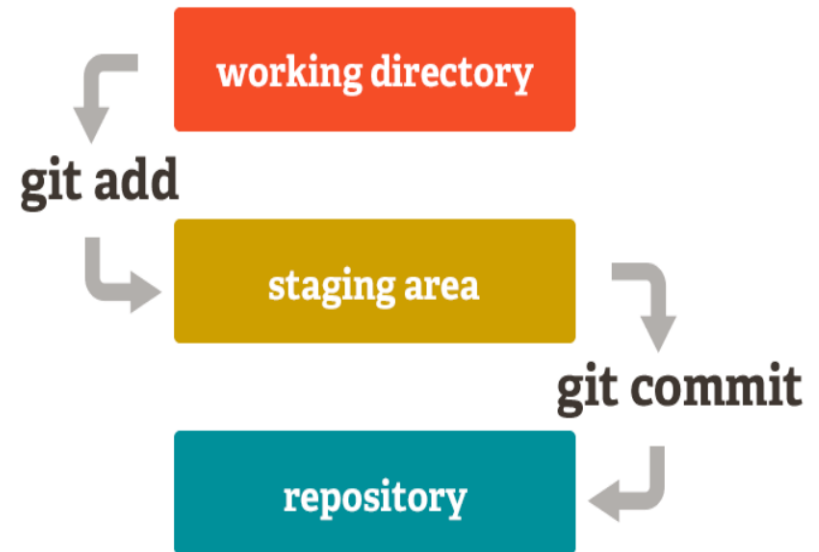 working directory
git add
staging area
git commit
repository